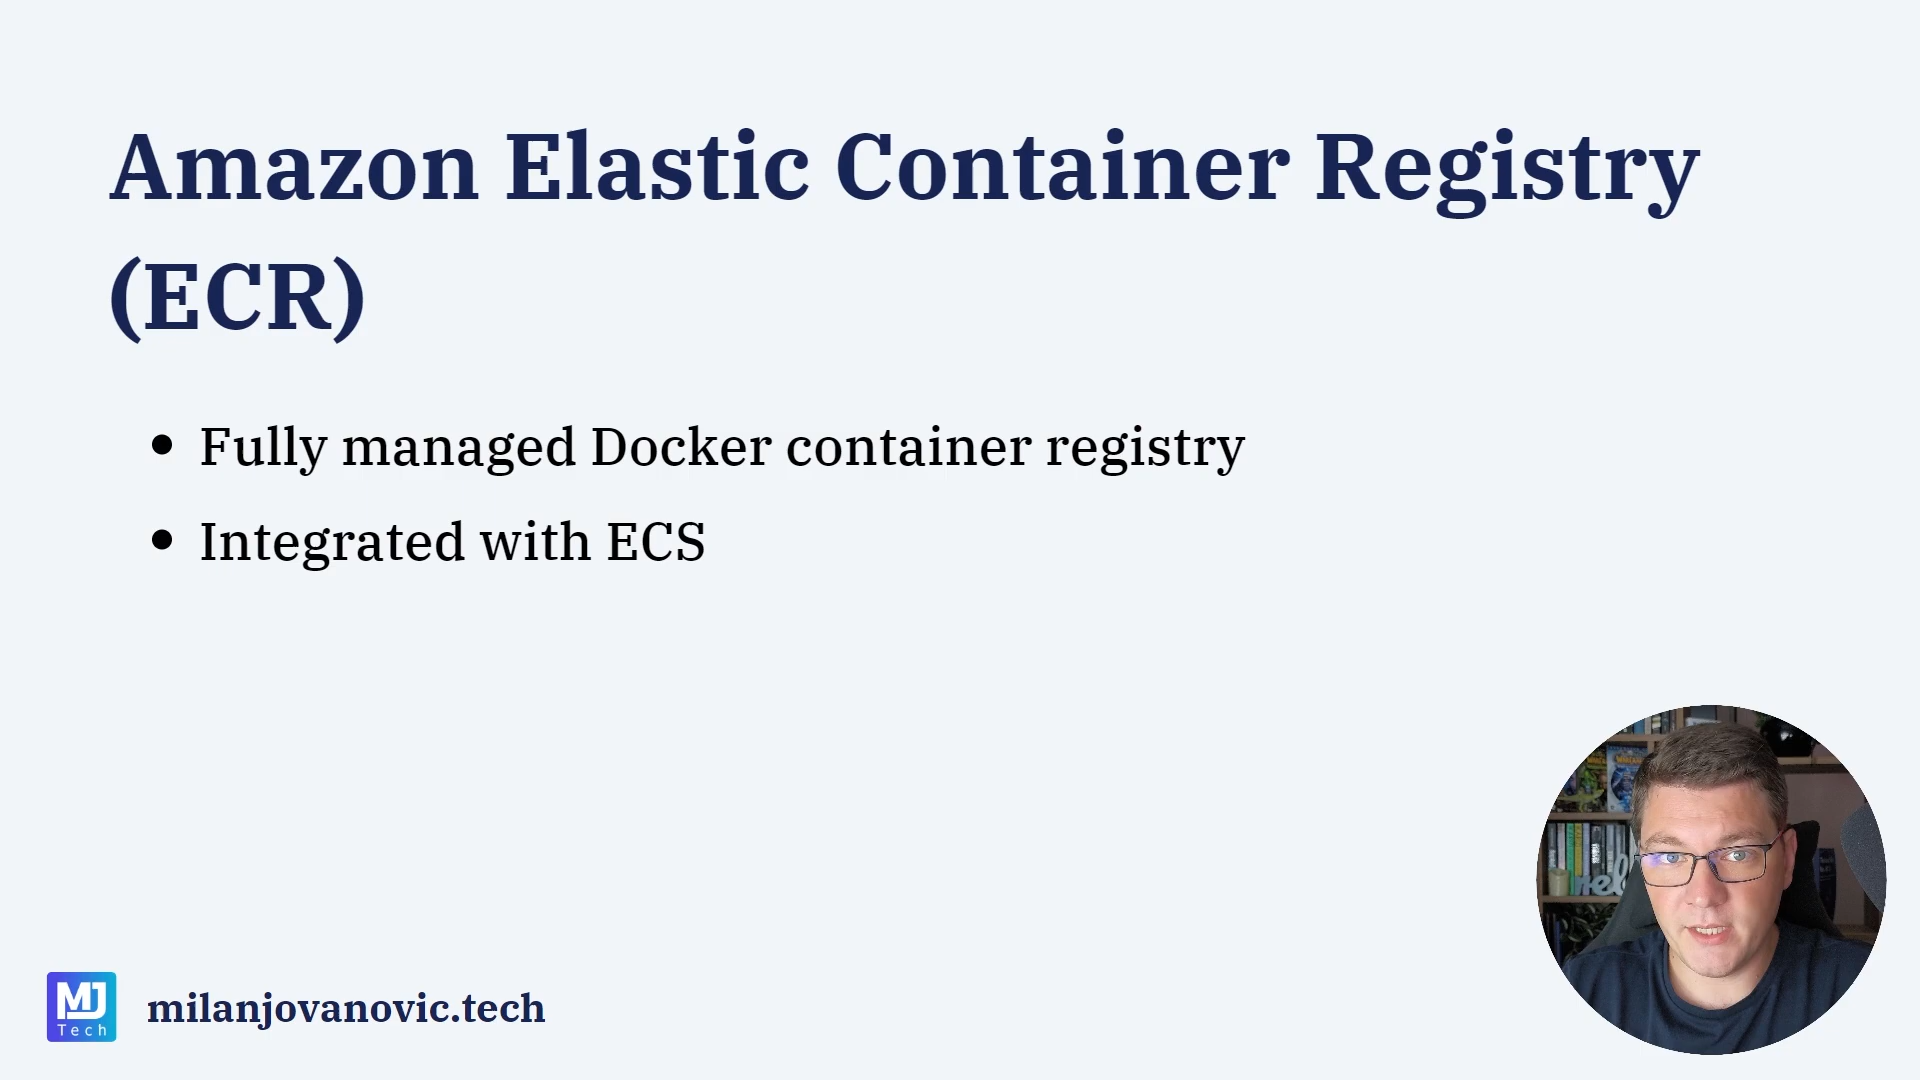 Amazon Elastic Container Registry
(ECR)
Fully managed Docker container registry
Integrated with ECS
MJ
Tech
milanjovanovic.tech